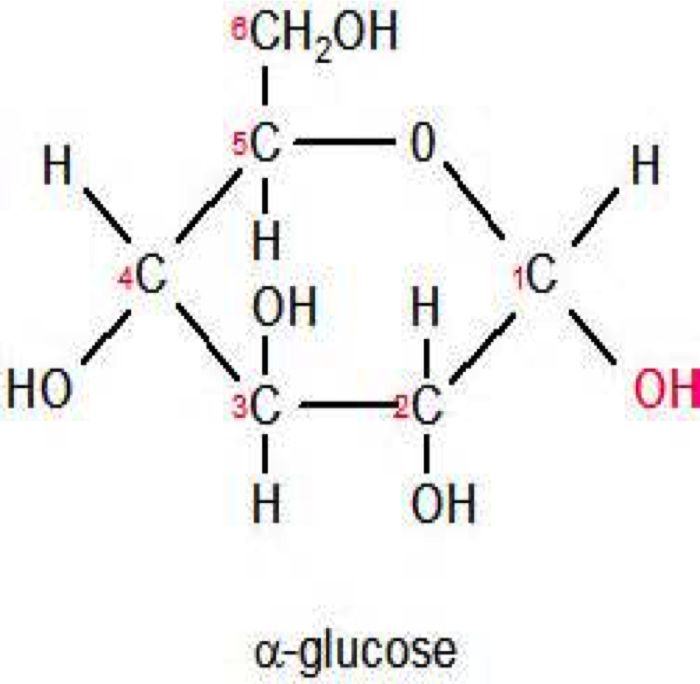 6CH2OH
5C O
H H
H
4C 1C
OH H
HO OH
3C 2C
H OH
α-glucose